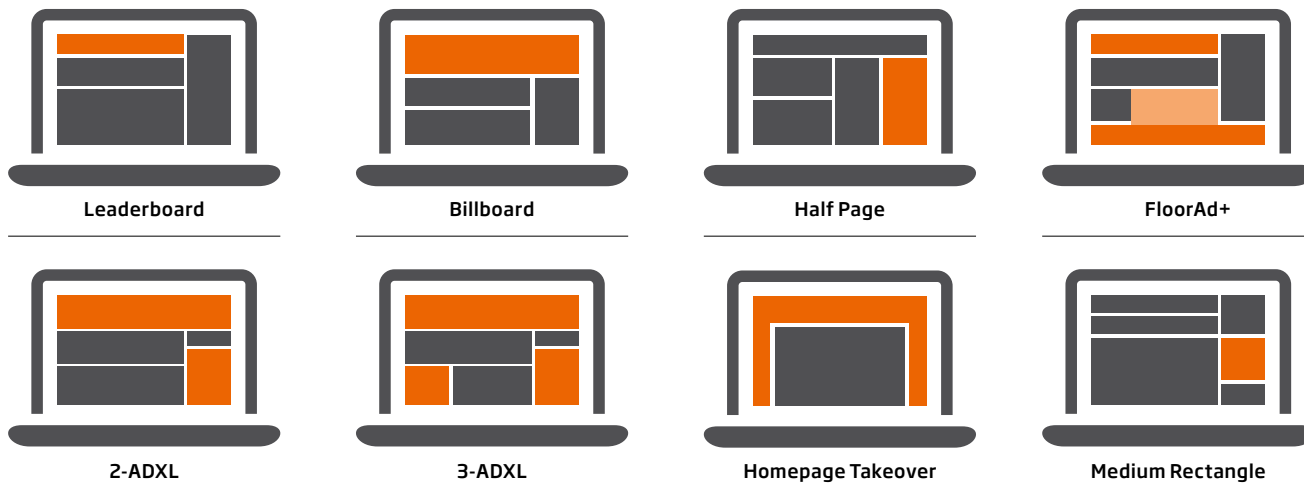 Leaderboard
Billboard
Half Page
FloorAd+
2-ADXL
3-ADXL
Homepage Takeover
Medium Rectangle